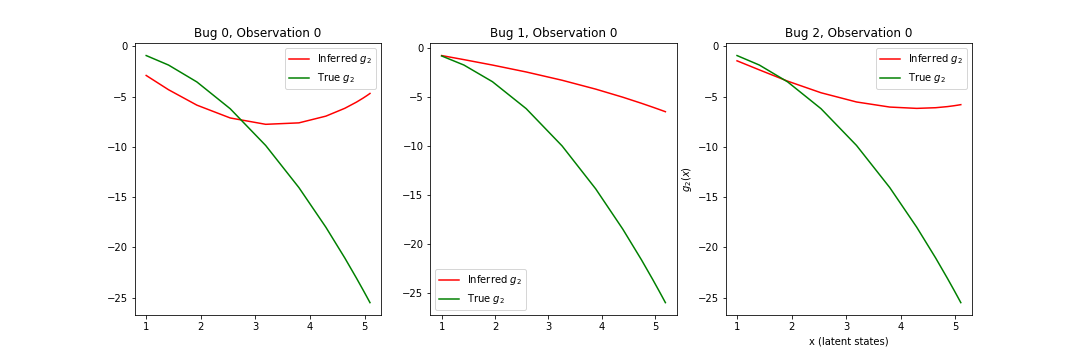 Bug 0, Observation 0
Inferred g₂
True g₂
0
−5
−10
−15
−20
−25
1 2 3 4 5
Bug 1, Observation 0
Inferred g₂
True g₂
0
−5
−10
−15
−20
−25
1 2 3 4 5
Bug 2, Observation 0
Inferred g₂
True g₂
g₂(x)
0
−5
−10
−15
−20
−25
1 2 3 4 5
x (latent states)